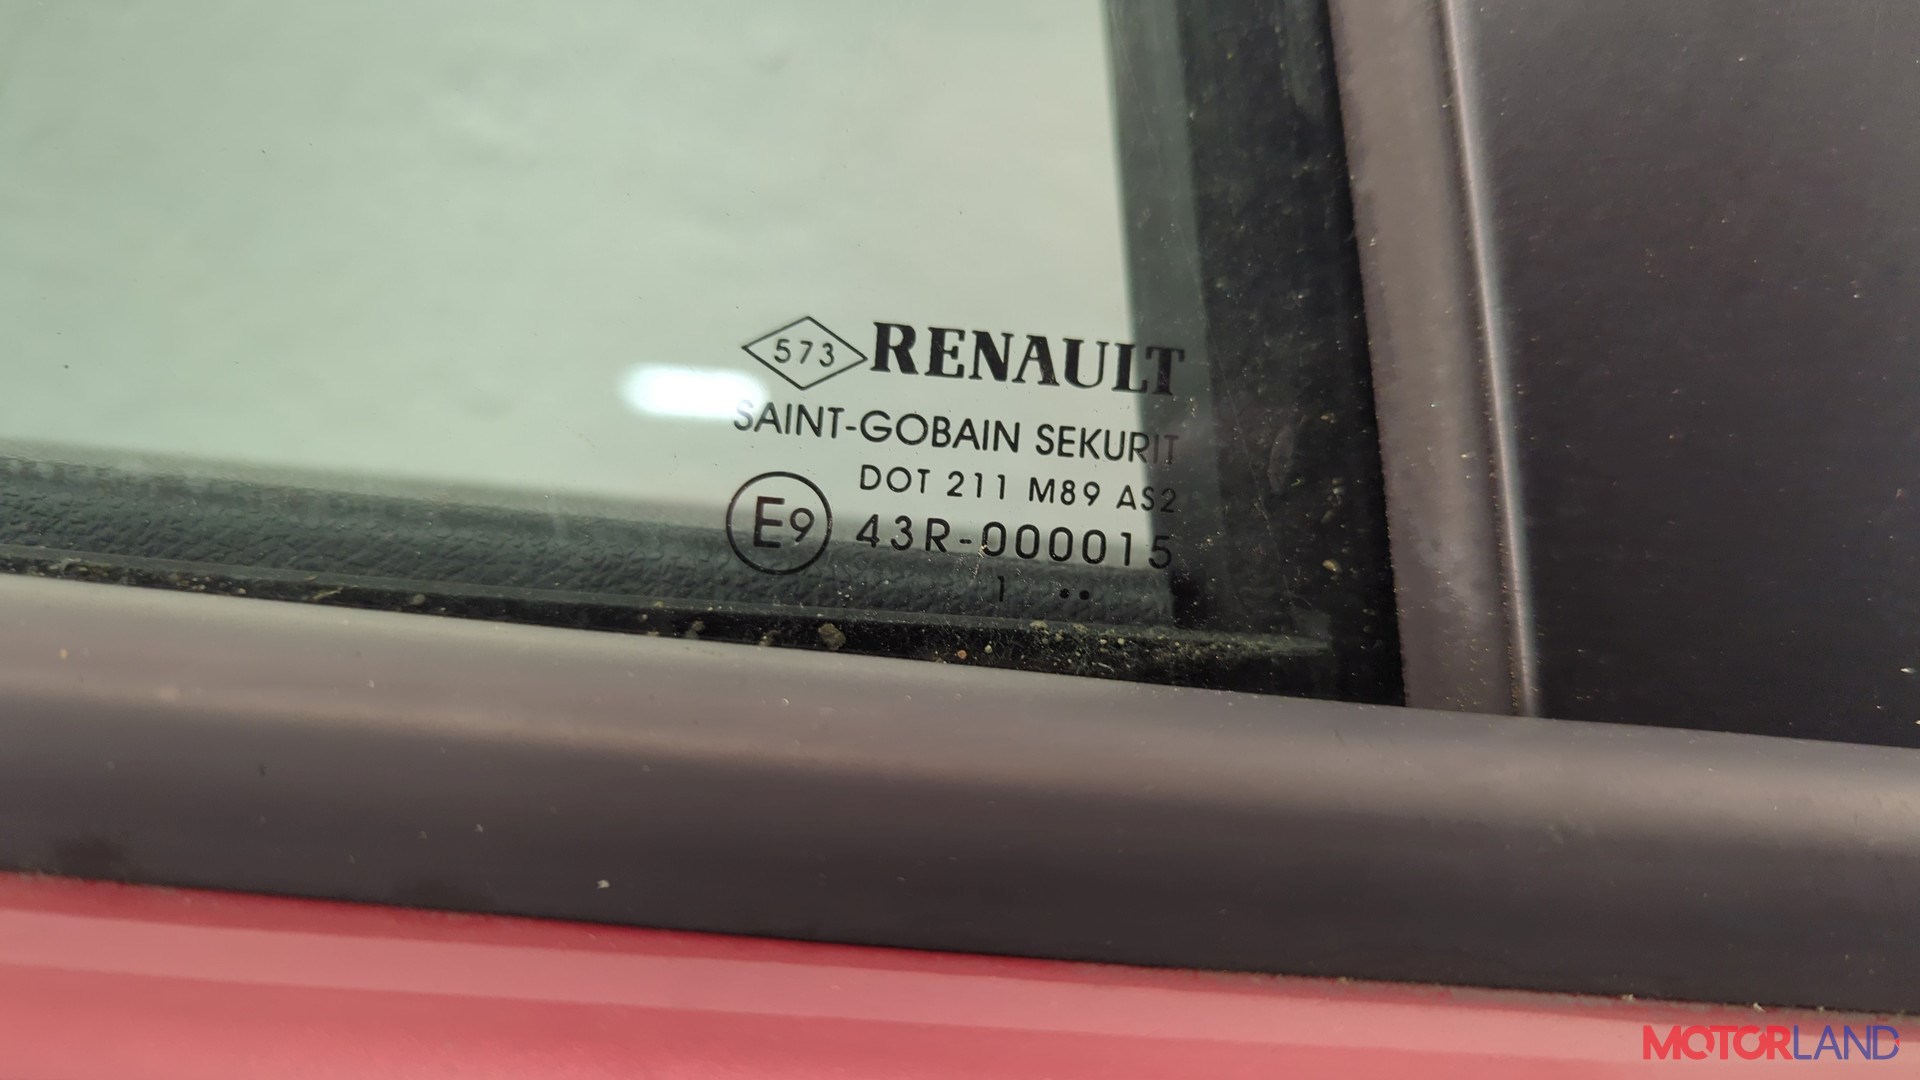 573 RENAULT
SAINT-GOBAIN SEKURIT
DOT 211 M89 AS2
E9 43R-000015
1 ..
MOTORLAND